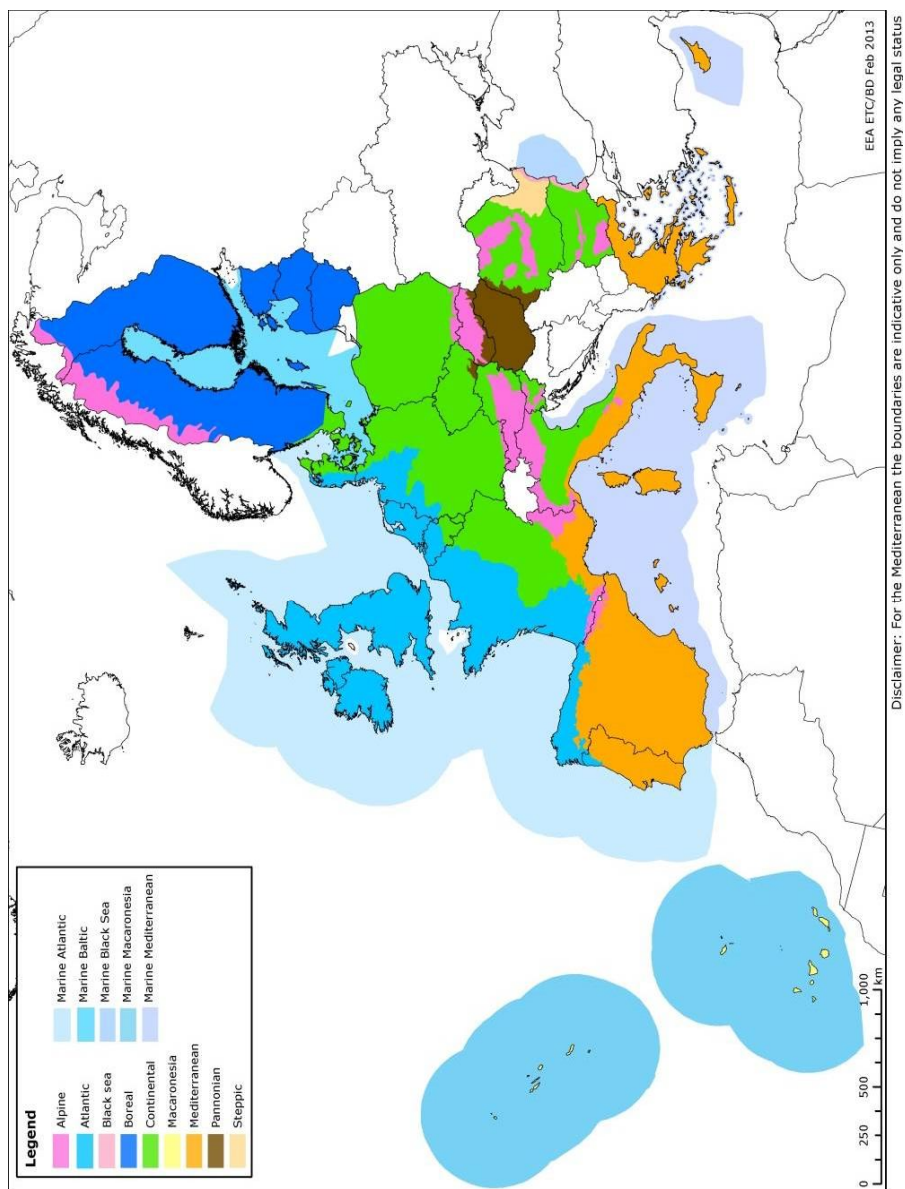 Legend
Alpine
Atlantic
Black sea
Boreal
Continental
Macaronesia
Mediterranean
Pannonian
Steppic
Marine Atlantic
Marine Baltic
Marine Black Sea
Marine Macaronesia
Marine Mediterranean
0 250 500 1,000
km
EEA ETC/BD Feb 2013
Disclaimer: For the Mediterranean the boundaries are indicative only and do not imply any legal status